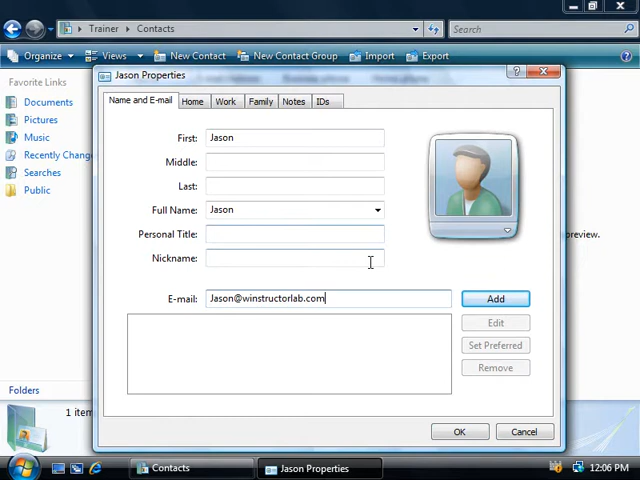 Trainer ▸ Contacts
Search
Organize
Views
New Contact
New Contact Group
Import
Export
Favorite Links
Documents
Pictures
Music
Recently Change
Searches
Public
Folders
1 item
preview.
Jason Properties
?
Name and E-mail
Home
Work
Family
Notes
IDs
First:
Jason
Middle:
Last:
Full Name:
Jason
Personal Title:
Nickname:
E-mail:
Jason@winstructorlab.com
Add
Edit
Set Preferred
Remove
OK
Cancel
Contacts
Jason Properties
12:06 PM